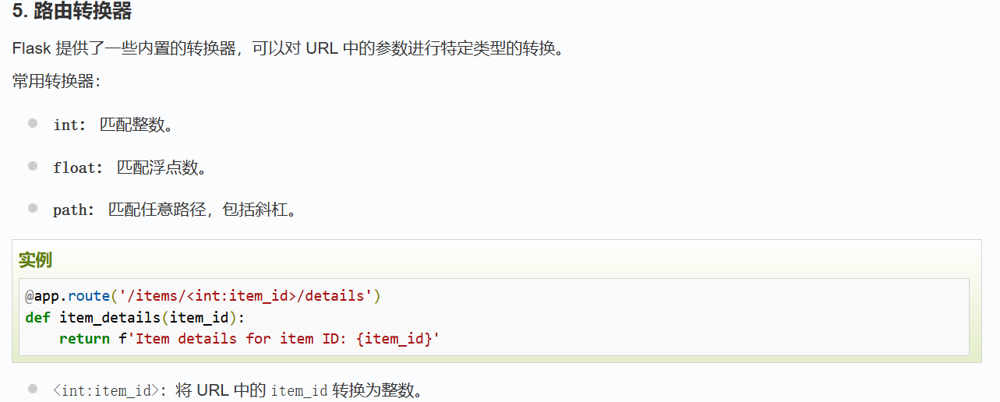 5. 路由转换器
Flask 提供了一些内置的转换器，可以对 URL 中的参数进行特定类型的转换。
常用转换器：
int： 匹配整数。
float： 匹配浮点数。
path： 匹配任意路径，包括斜杠。
实例
@app.route('/items/<int:item_id>/details')
def item_details(item_id):
    return f'Item details for item ID: {item_id}'
<int:item_id>：将 URL 中的 item_id 转换为整数。